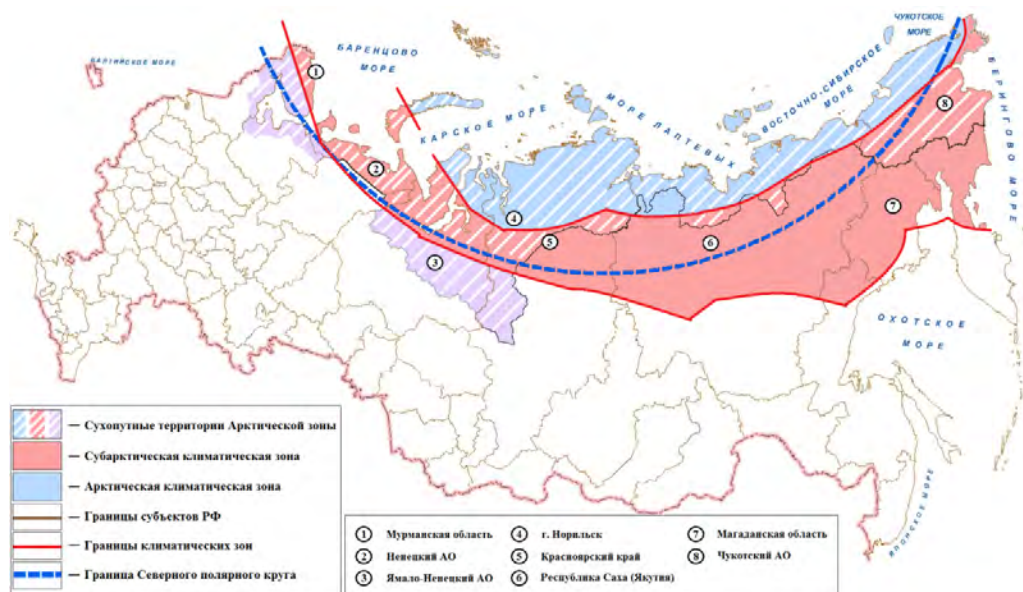 ЧУКОТСКОЕ
МОРЕ
БАРЕНЦОВО
МОРЕ
БАЛТИЙСКОЕ МОРЕ
ВОСТОЧНО-СИБИРСКОЕ
МОРЕ
МОРЕ ЛАПТЕВЫХ
КАРСКОЕ МОРЕ
БЕРИНГОВО МОРЕ
1
2
3
4
5
6
7
8
ОХОТСКОЕ
МОРЕ
ЯПОНСКОЕ МОРЕ
— Сухопутные территории Арктической зоны
— Субарктическая климатическая зона
— Арктическая климатическая зона
— Границы субъектов РФ
— Границы климатических зон
— Граница Северного полярного круга
1 Мурманская область
2 Ненецкий АО
3 Ямало-Ненецкий АО
4 г. Норильск
5 Красноярский край
6 Республика Саха (Якутия)
7 Магаданская область
8 Чукотский АО